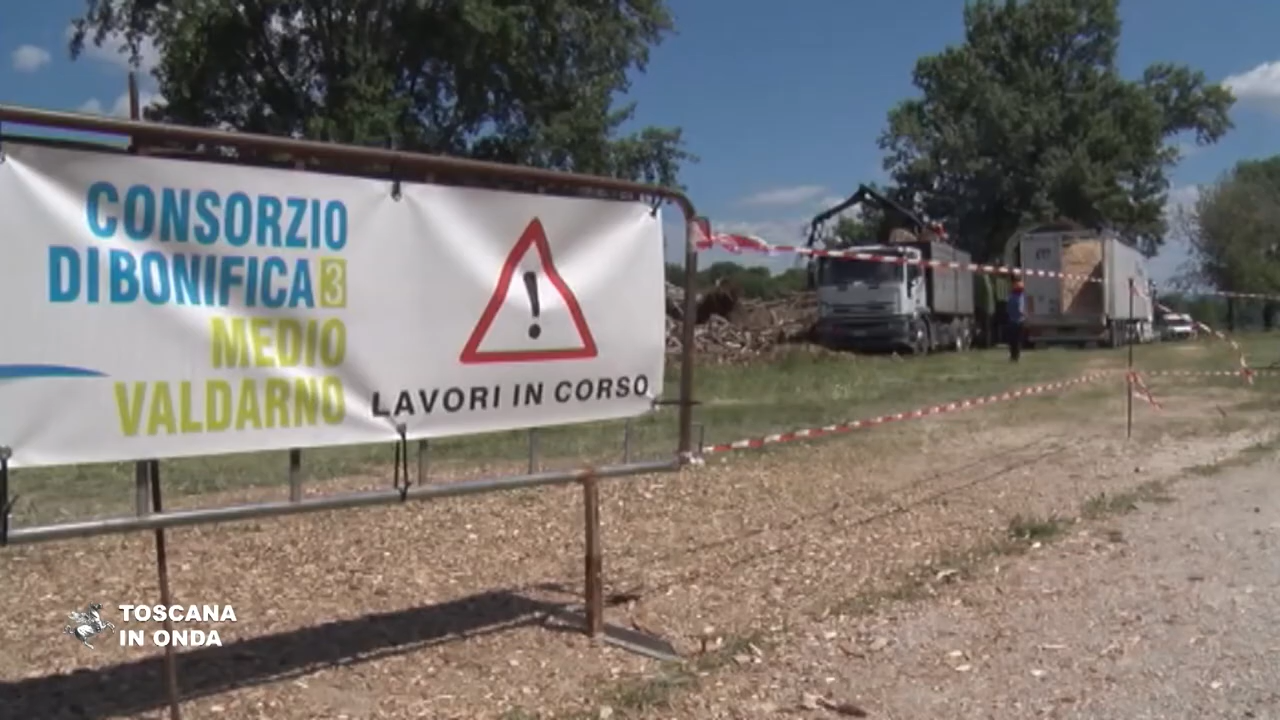 CONSORZIO
DI BONIFICA 3
MEDIO
VALDARNO
LAVORI IN CORSO
TOSCANA
IN ONDA